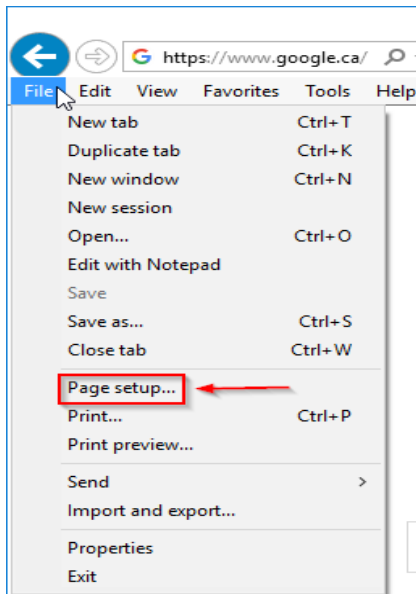 https://www.google.ca/
File Edit View Favorites Tools Help
New tab Ctrl+T
Duplicate tab Ctrl+K
New window Ctrl+N
New session
Open... Ctrl+O
Edit with Notepad
Save
Save as... Ctrl+S
Close tab Ctrl+W
Page setup...
Print... Ctrl+P
Print preview...
Send
Import and export...
Properties
Exit